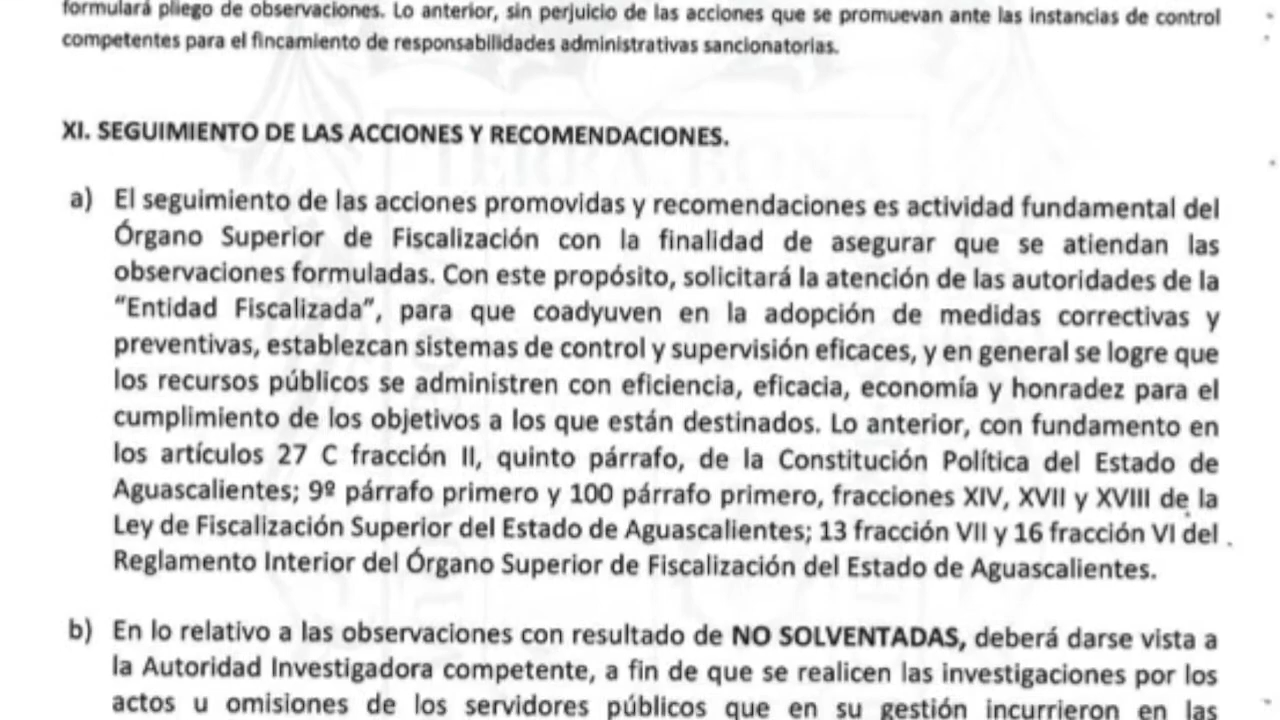 formulará pliego de observaciones. Lo anterior, sin perjuicio de las acciones que se promuevan ante las instancias de control
competentes para el fincamiento de responsabilidades administrativas sancionatorias.
XI. SEGUIMIENTO DE LAS ACCIONES Y RECOMENDACIONES.
a) El seguimiento de las acciones promovidas y recomendaciones es actividad fundamental del
Órgano Superior de Fiscalización con la finalidad de asegurar que se atiendan las
observaciones formuladas. Con este propósito, solicitará la atención de las autoridades de la
“Entidad Fiscalizada”, para que coadyuven en la adopción de medidas correctivas y
preventivas, establezcan sistemas de control y supervisión eficaces, y en general se logre que
los recursos públicos se administren con eficiencia, eficacia, economía y honradez para el
cumplimiento de los objetivos a los que están destinados. Lo anterior, con fundamento en
los artículos 27 C fracción II, quinto párrafo, de la Constitución Política del Estado de
Aguascalientes; 9º párrafo primero y 100 párrafo primero, fracciones XIV, XVII y XVIII de la
Ley de Fiscalización Superior del Estado de Aguascalientes; 13 fracción VII y 16 fracción VI del
Reglamento Interior del Órgano Superior de Fiscalización del Estado de Aguascalientes.
b) En lo relativo a las observaciones con resultado de NO SOLVENTADAS, deberá darse vista a
la Autoridad Investigadora competente, a fin de que se realicen las investigaciones por los
actos u omisiones de los servidores públicos que en su gestión incurrieron en las